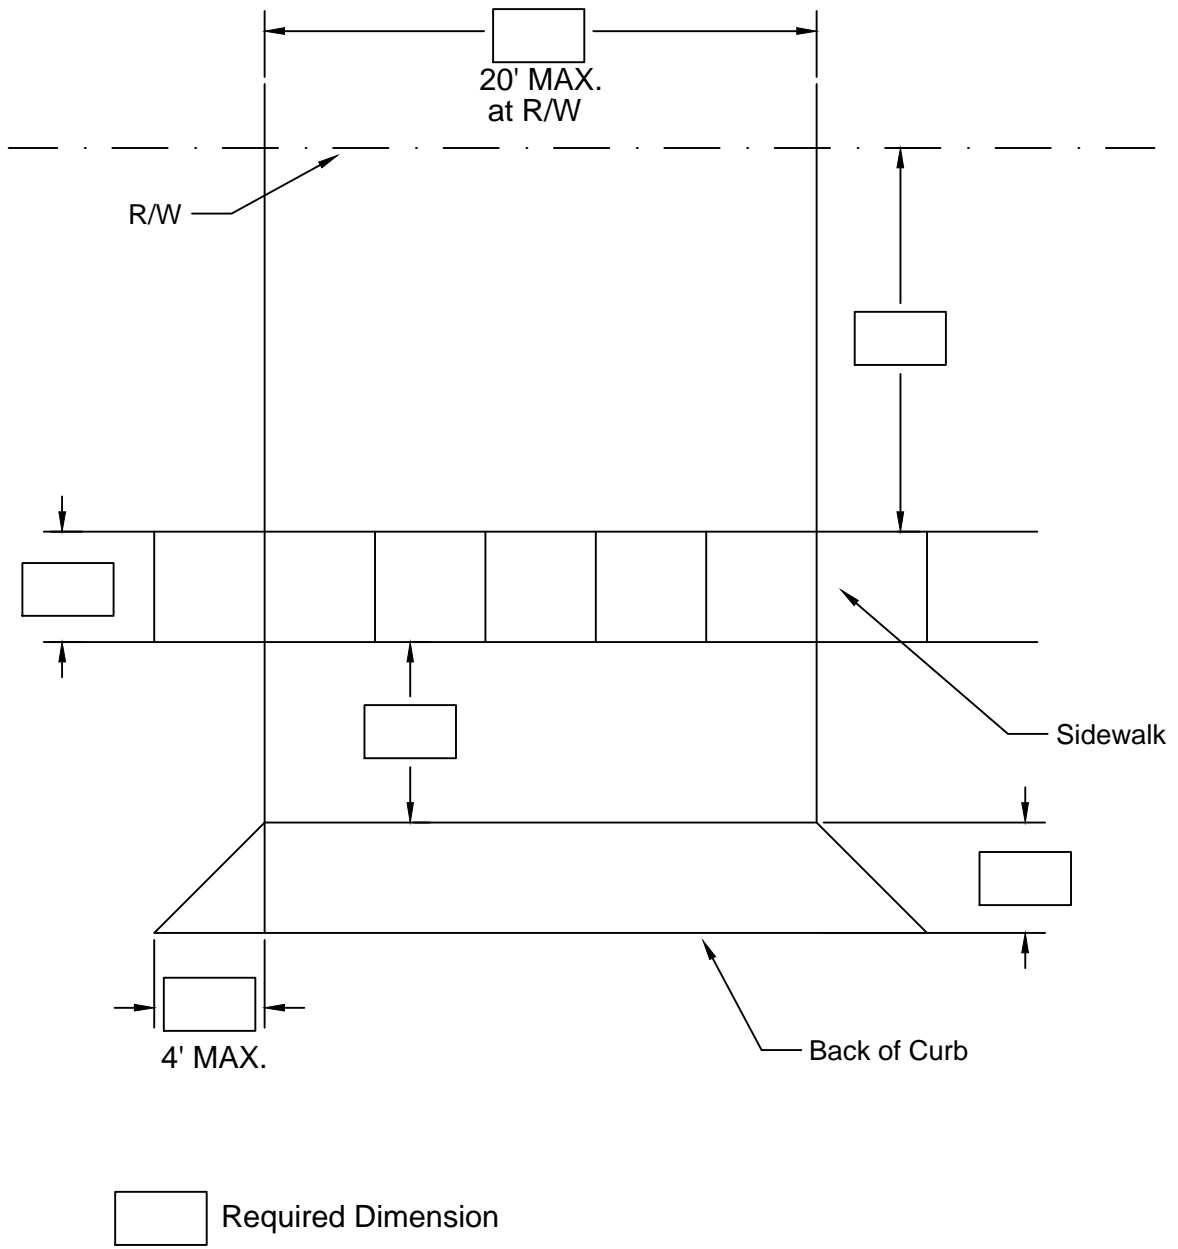 20' MAX.
at R/W
R/W
Sidewalk
Back of Curb
4' MAX.
Required Dimension